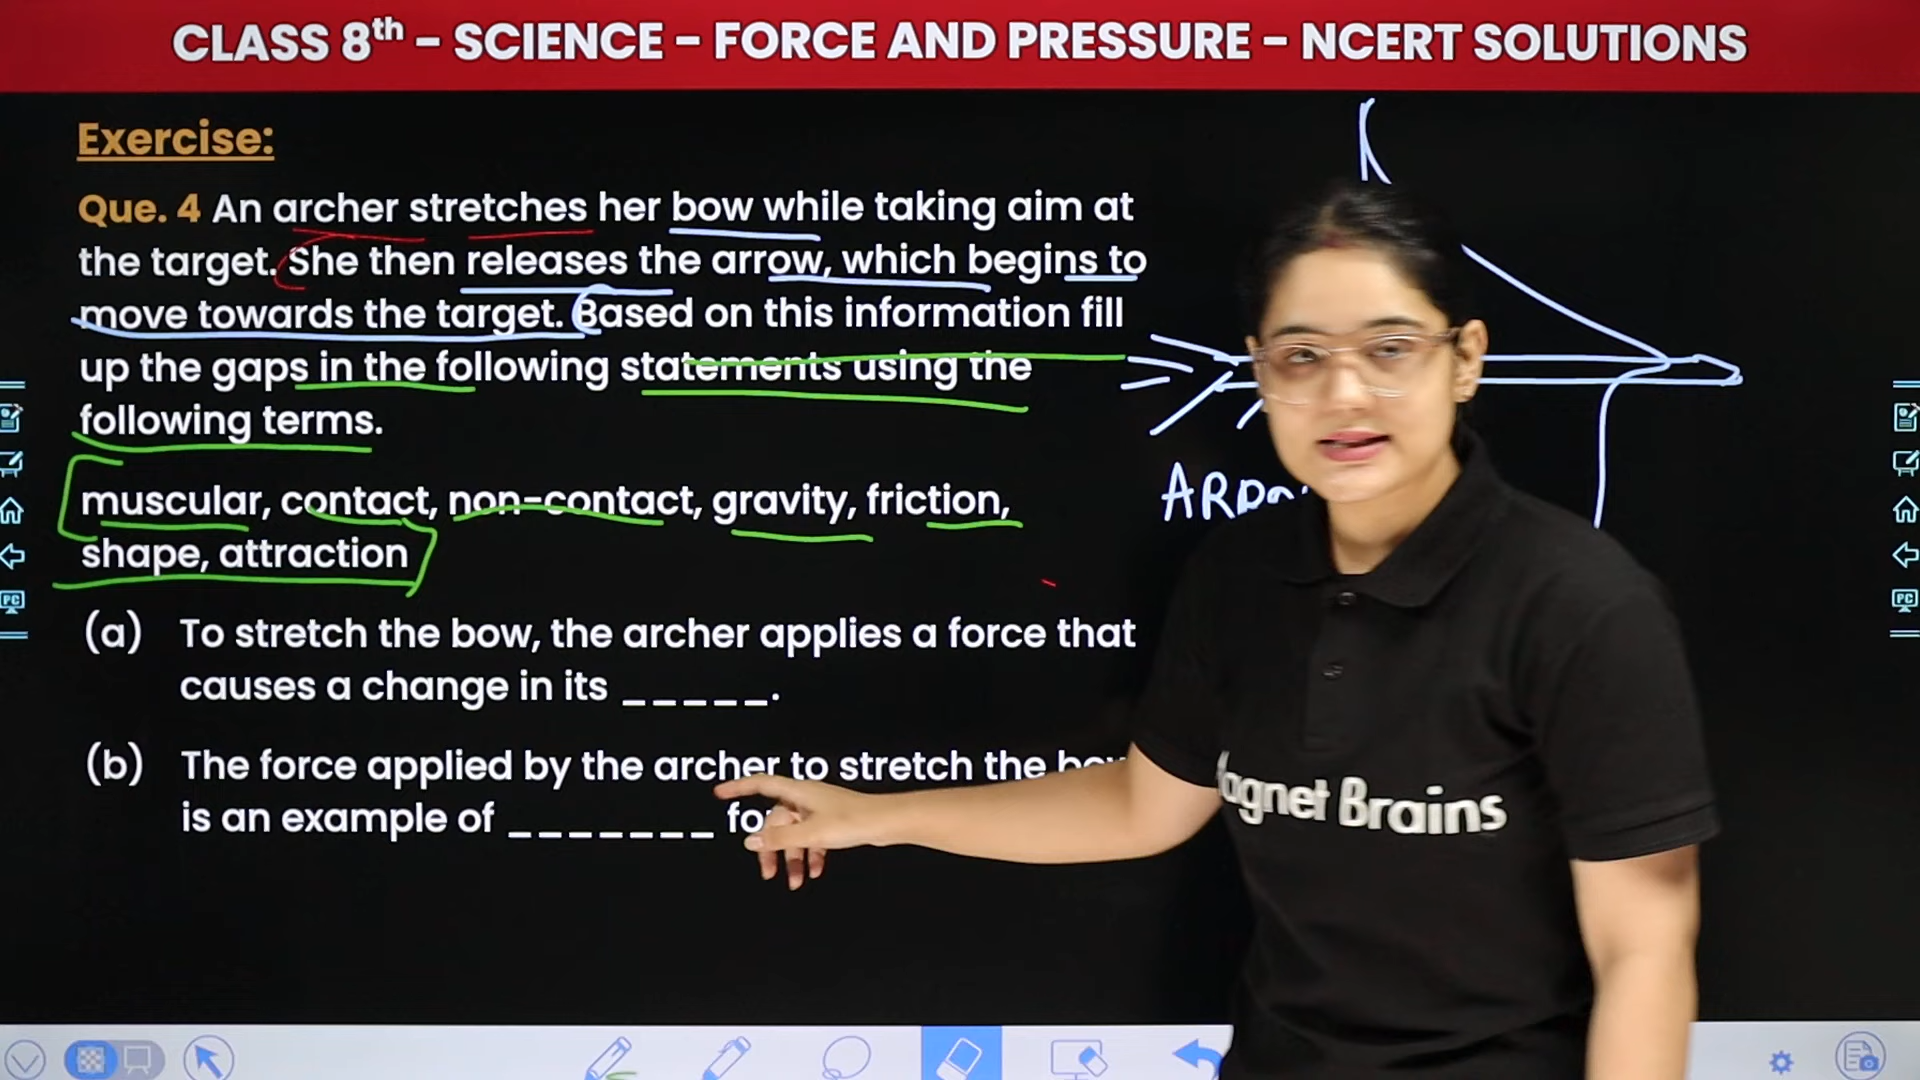 CLASS 8th - SCIENCE - FORCE AND PRESSURE - NCERT SOLUTIONS
Exercise:
Que. 4 An archer stretches her bow while taking aim at
the target. She then releases the arrow, which begins to
move towards the target. Based on this information fill
up the gaps in the following statements using the
following terms.
muscular, contact, non-contact, gravity, friction,
shape, attraction
(a) To stretch the bow, the archer applies a force that
causes a change in its _____.
(b) The force applied by the archer to stretch the
is an example of _______
Brains
PC
PC